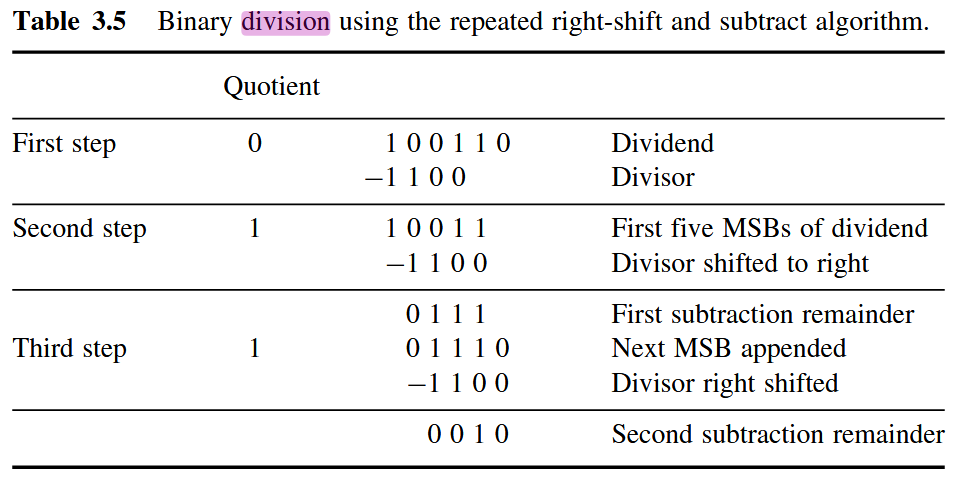 Table 3.5 Binary division using the repeated right-shift and subtract algorithm.
Quotient
First step 0 1 0 0 1 1 0 Dividend
−1 1 0 0 Divisor
Second step 1 1 0 0 1 1 First five MSBs of dividend
−1 1 0 0 Divisor shifted to right
0 1 1 1 First subtraction remainder
Third step 1 0 1 1 1 0 Next MSB appended
−1 1 0 0 Divisor right shifted
0 0 1 0 Second subtraction remainder